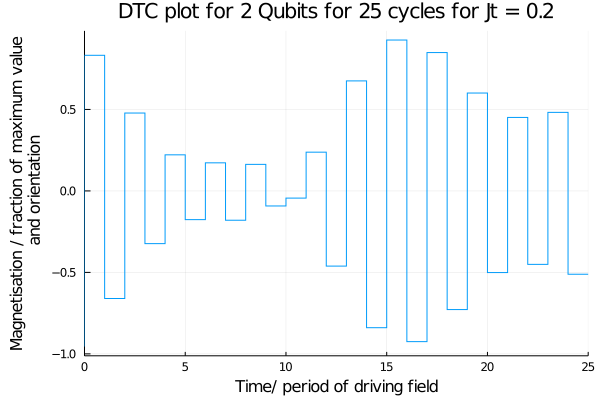 DTC plot for 2 Qubits for 25 cycles for Jt = 0.2
Magnetisation / fraction of maximum value
and orientation
0.5
0.0
−0.5
−1.0
0 5 10 15 20 25
Time/ period of driving field